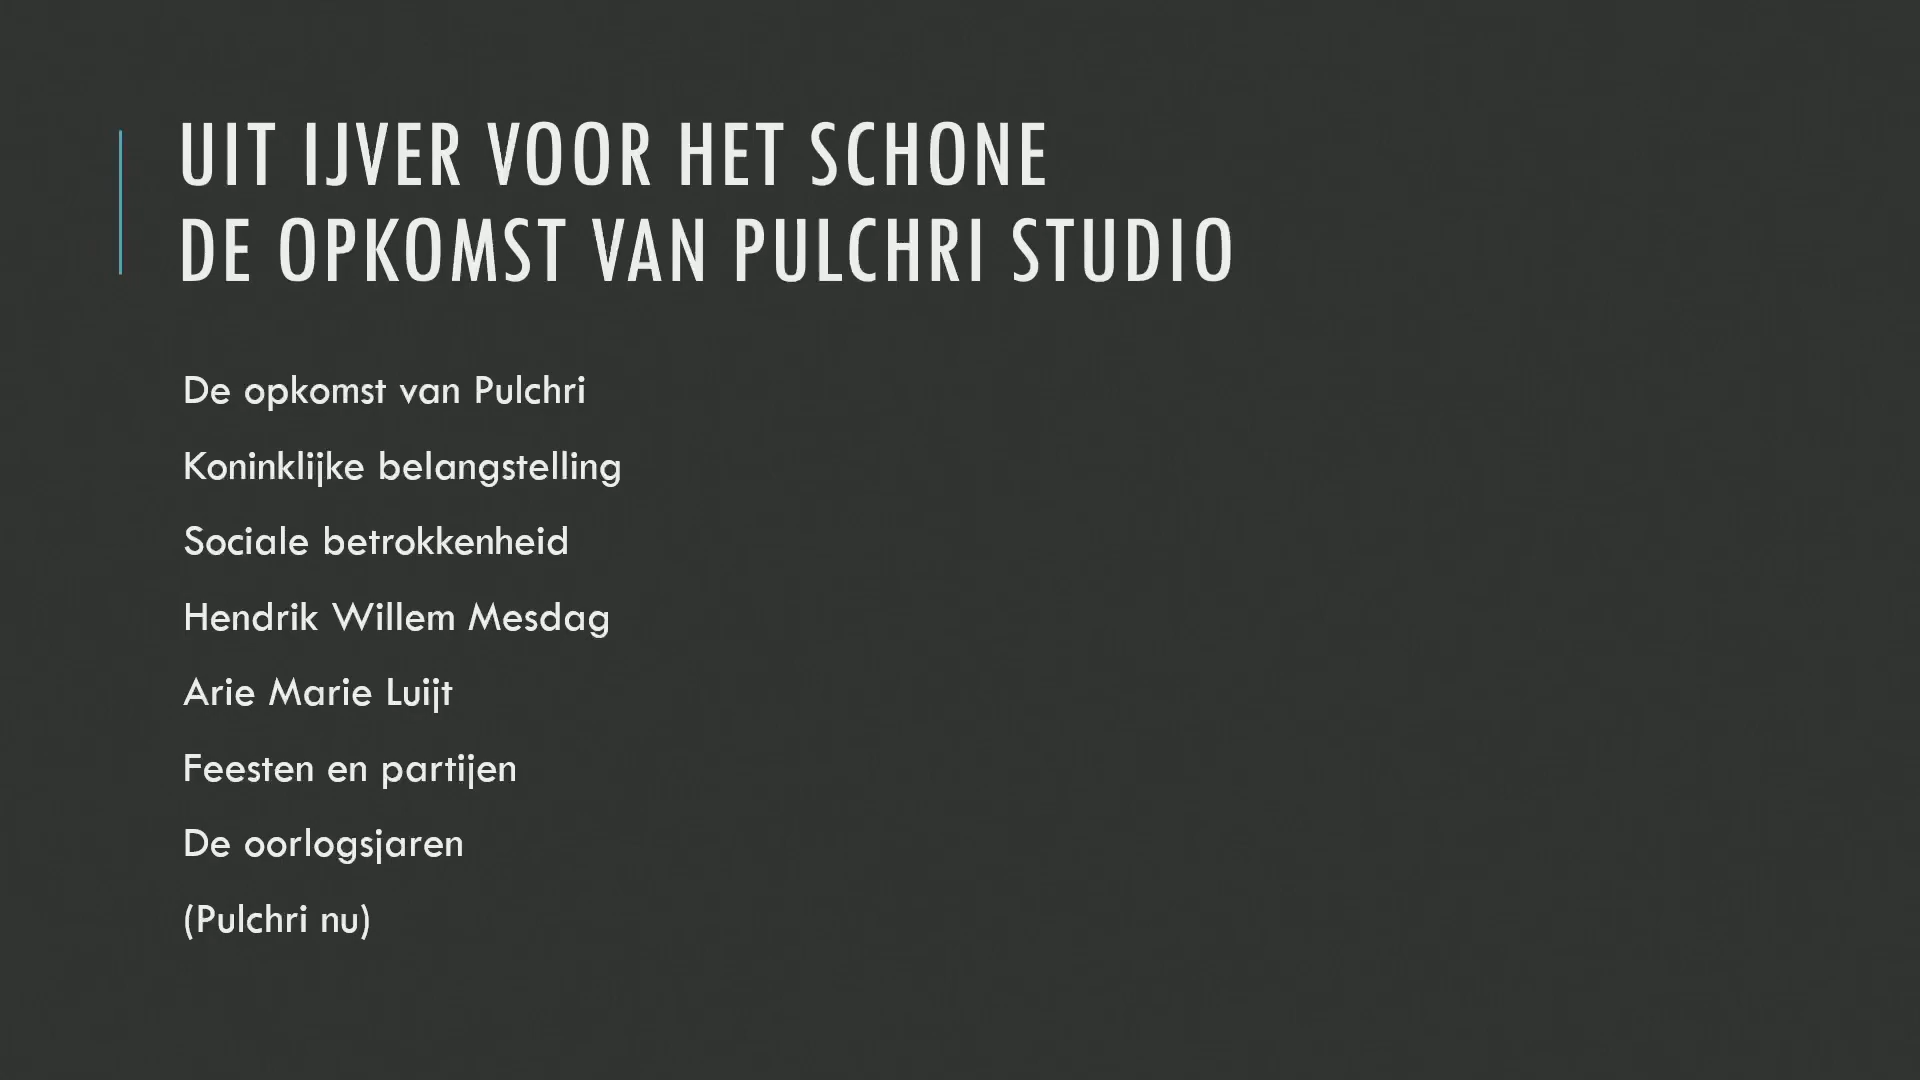 UIT IJVER VOOR HET SCHONE
DE OPKOMST VAN PULCHRI STUDIO
De opkomst van Pulchri
Koninklijke belangstelling
Sociale betrokkenheid
Hendrik Willem Mesdag
Arie Marie Luijt
Feesten en partijen
De oorlogsjaren
(Pulchri nu)